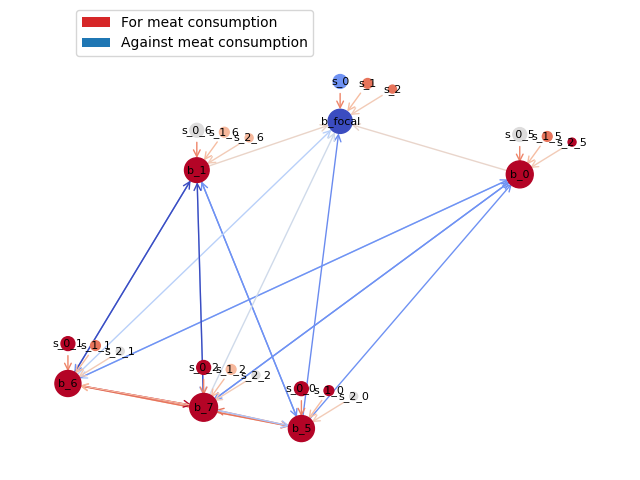 For meat consumption
Against meat consumption
s_0
s_1
s_2
b_focal
s_0_6
s_1_6
s_2_6
b_1
s_0_5
s_1_5
s_2_5
b_0
s_0_1
s_1_1
s_2_1
b_6
s_0_2
s_1_2
s_2_2
b_7
s_0_0
s_1_0
s_2_0
b_5